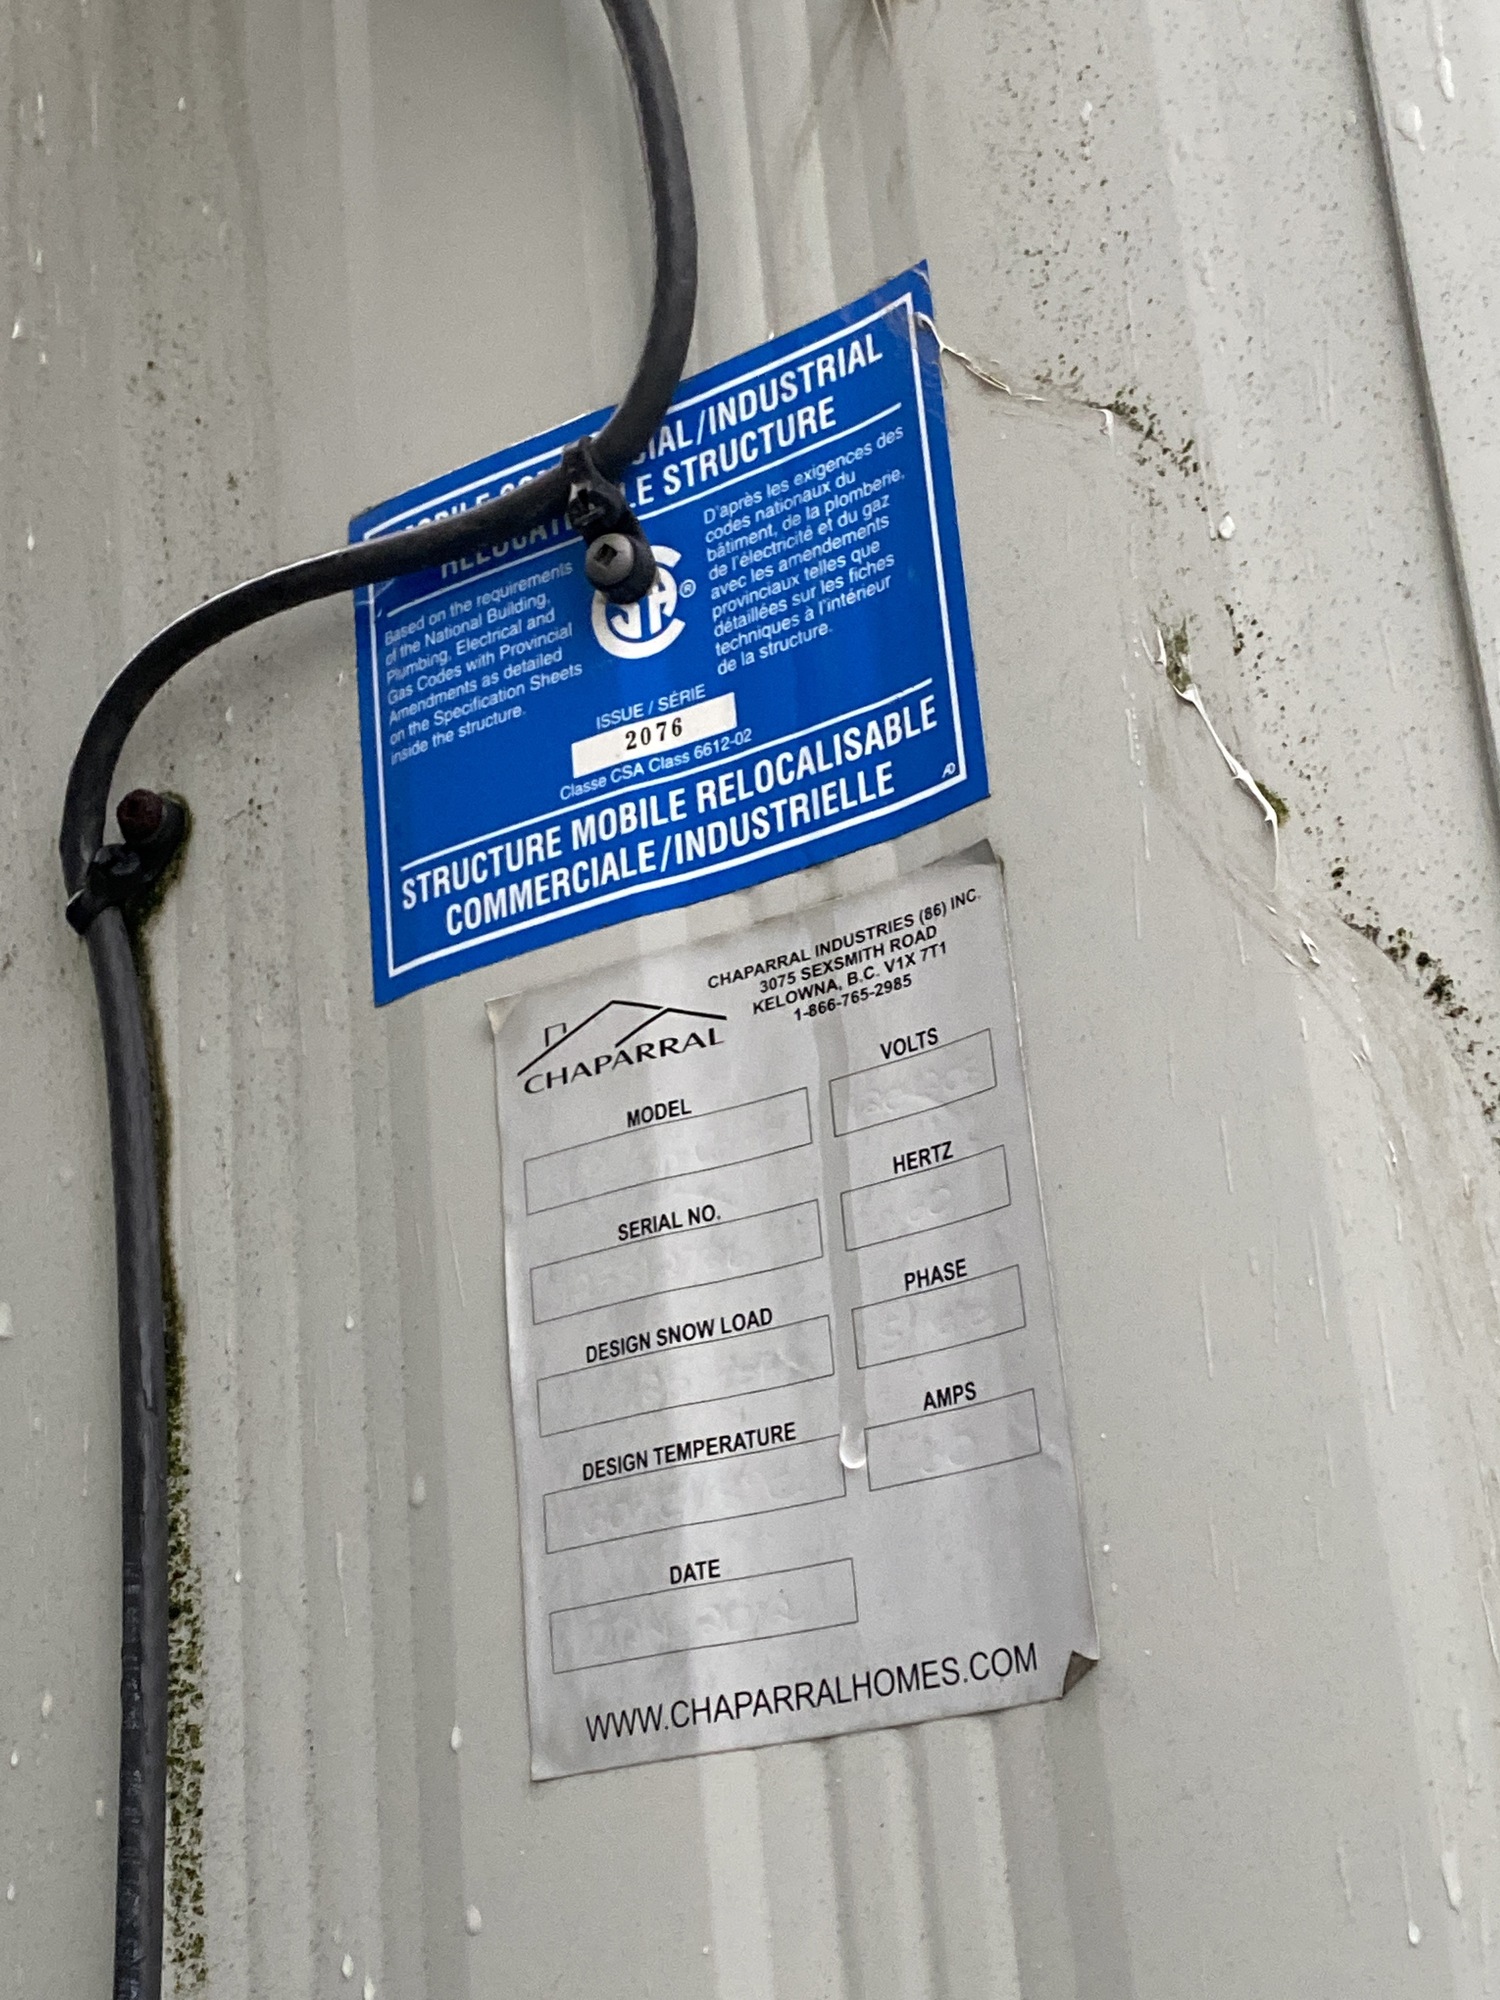 IAL/INDUSTRIAL
LE STRUCTURE
Based on the requirements
of the National Building,
Plumbing, Electrical and
Gas Codes with Provincial
Amendments as detailed
on the Specification Sheets
inside the structure.
CSA®
D'après les exigences des
codes nationaux du
bâtiment, de la plomberie,
de l'électricité et du gaz
avec les amendements
provinciaux telles que
détaillées sur les fiches
techniques à l'intérieur
de la structure.
ISSUE / SÉRIE
2076
Classe CSA Class 6612-02
STRUCTURE MOBILE RELOCALISABLE
COMMERCIALE/INDUSTRIELLE
CHAPARRAL INDUSTRIES (86) INC.
3075 SEXSMITH ROAD
KELOWNA, B.C. V1X 7T1
1-866-765-2985
CHAPARRAL
MODEL
VOLTS
SERIAL NO.
HERTZ
DESIGN SNOW LOAD
PHASE
DESIGN TEMPERATURE
AMPS
DATE
WWW.CHAPARRALHOMES.COM